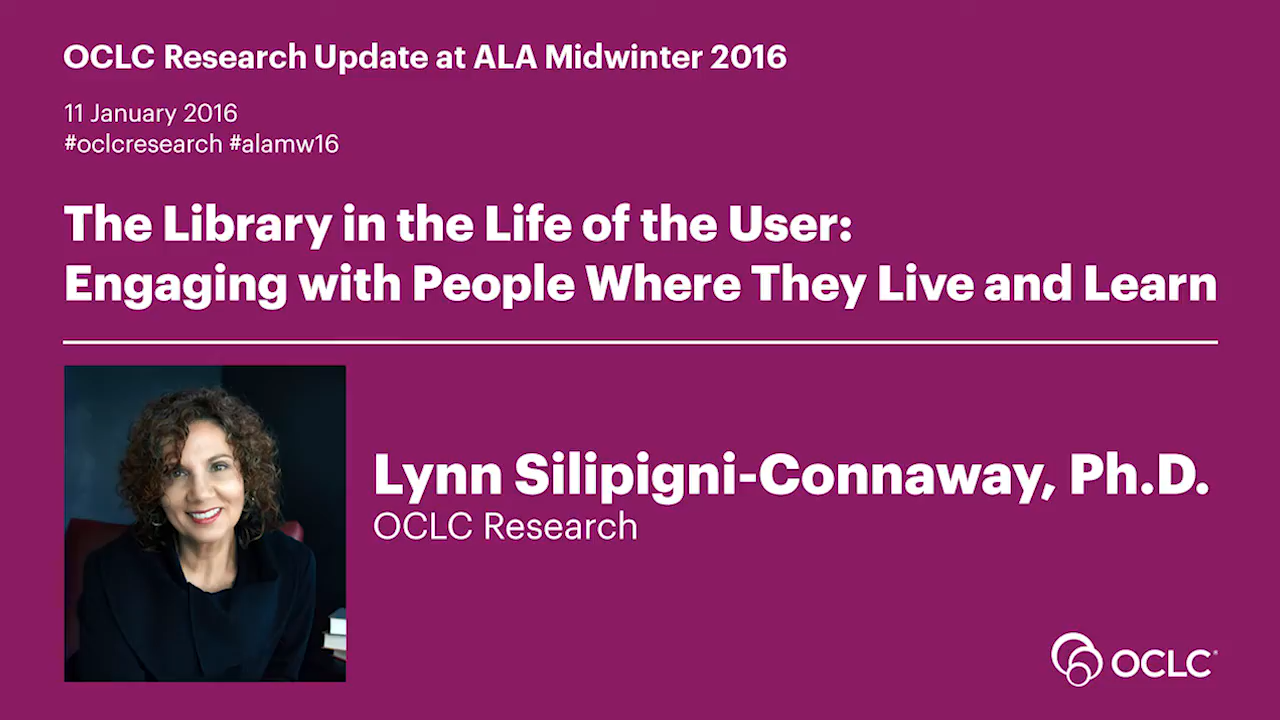 OCLC Research Update at ALA Midwinter 2016
11 January 2016
#oclcresearch #alamw16
The Library in the Life of the User:
Engaging with People Where They Live and Learn
Lynn Silipigni-Connaway, Ph.D.
OCLC Research
OCLC®